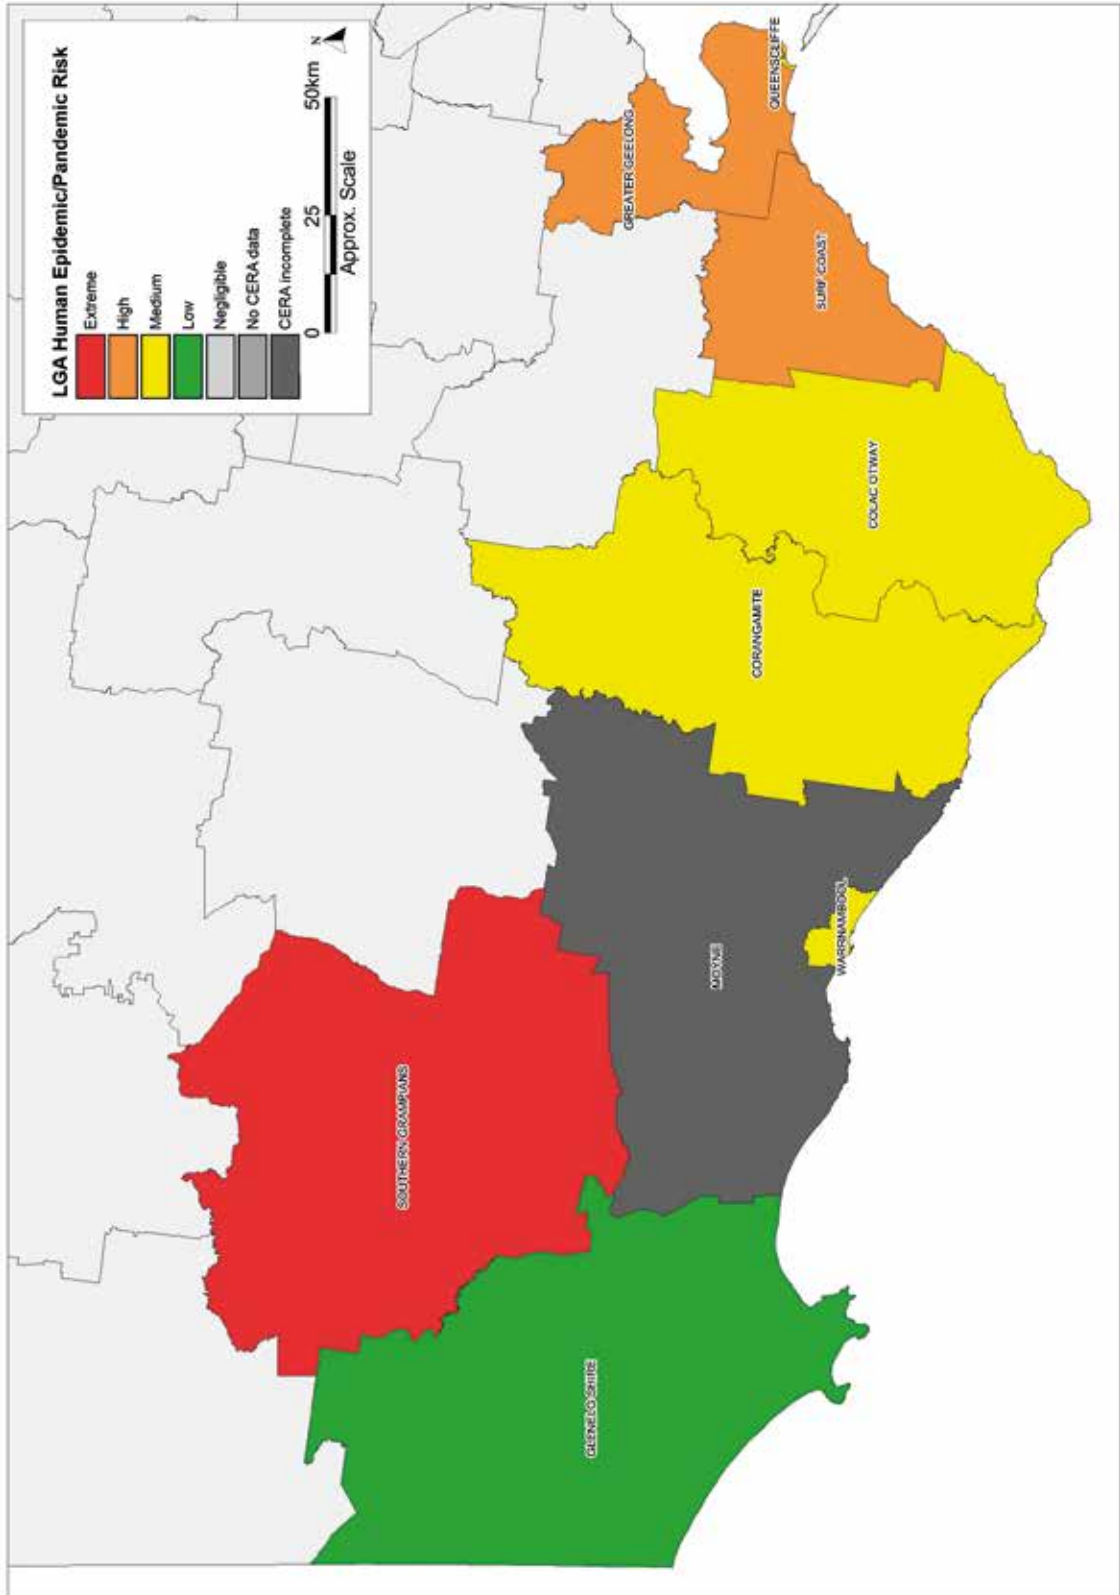 LGA Human Epidemic/Pandemic Risk
Extreme
High
Medium
Low
Negligible
No CERA data
CERA incomplete
0 25 50km
Approx. Scale
N
SOUTHERN GRAMPIANS
GLENELG SHIRE
MOYNE
WARRNAMBOOL
CORANGAMITE
COLAC OTWAY
SURF COAST
GREATER GEELONG
QUEENSCLIFFE